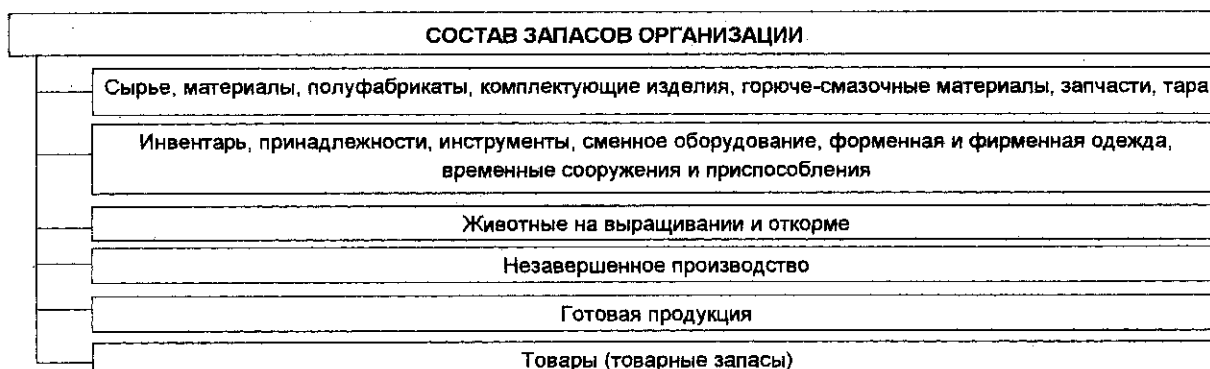 СОСТАВ ЗАПАСОВ ОРГАНИЗАЦИИ
Сырье, материалы, полуфабрикаты, комплектующие изделия, горюче-смазочные материалы, запчасти, тара
Инвентарь, принадлежности, инструменты, сменное оборудование, форменная и фирменная одежда,
временные сооружения и приспособления
Животные на выращивании и откорме
Незавершенное производство
Готовая продукция
Товары (товарные запасы)